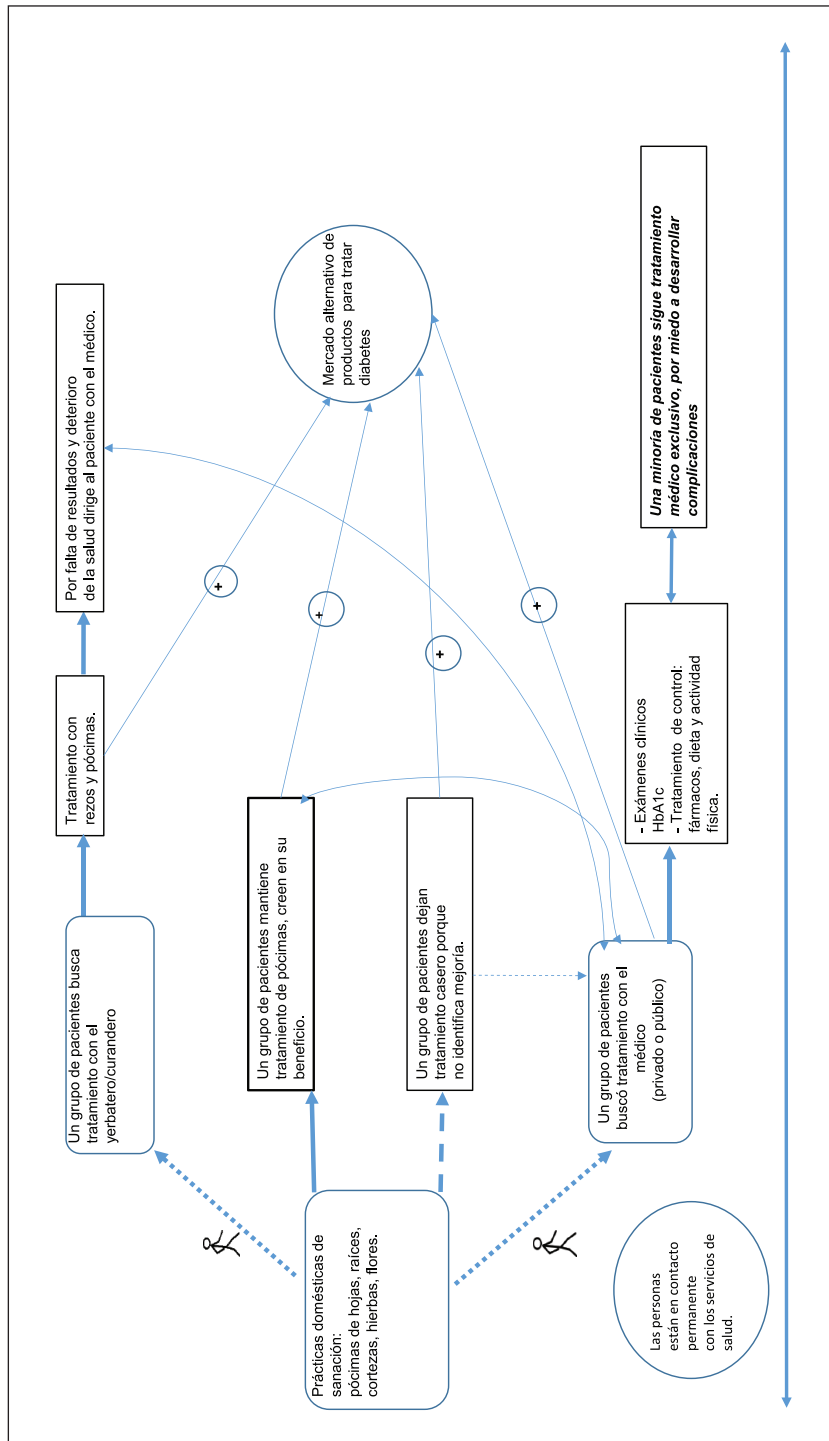 Prácticas domésticas de
sanación:
pócimas de hojas, raíces,
cortezas, hierbas, flores.
Un grupo de pacientes busca
tratamiento con el
yerbatero/curandero
Tratamiento con
rezos y pócimas.
Por falta de resultados y deterioro
de la salud dirige al paciente con el médico.
Un grupo de pacientes mantiene
tratamiento de pócimas, creen en su
beneficio.
Un grupo de pacientes dejan
tratamiento casero porque
no identifica mejoría.
+
+
+
+
Mercado alternativo de
productos para tratar
diabetes
Un grupo de pacientes
buscó tratamiento con el
médico
(privado o público)
- Exámenes clínicos
HbA1c
- Tratamiento de control:
fármacos, dieta y actividad
física.
Una minoría de pacientes sigue tratamiento
médico exclusivo, por miedo a desarrollar
complicaciones
Las personas
están en contacto
permanente
con los servicios de
salud.